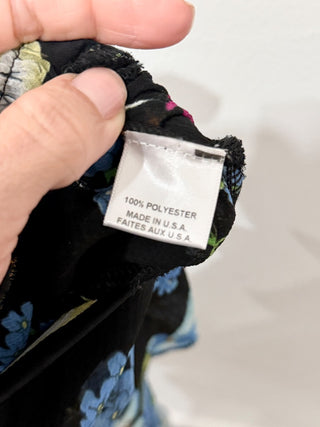 100% POLYESTER
MADE IN U.S.A.
FAITES AUX U.S.A.